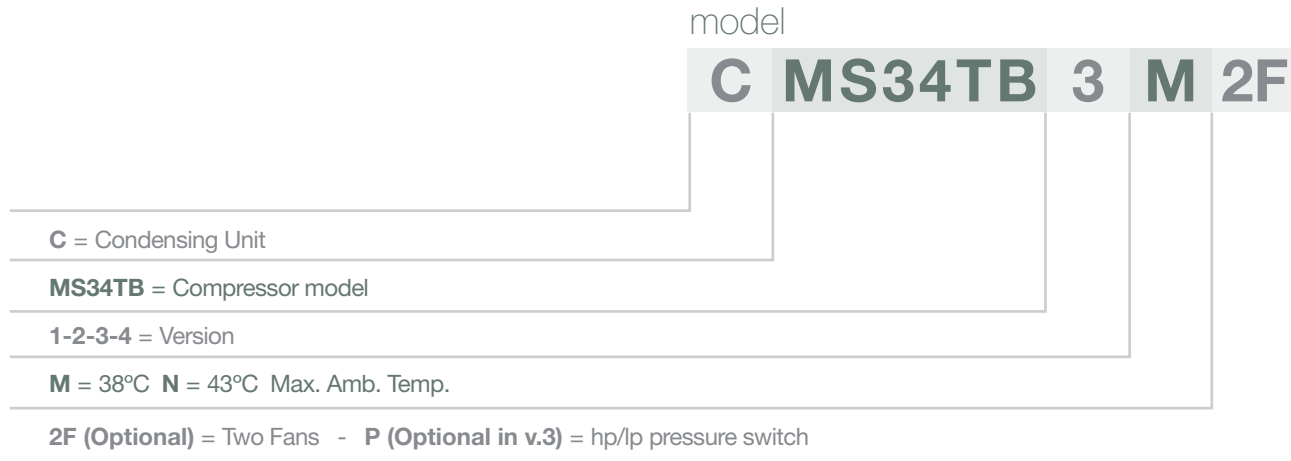 model
C MS34TB 3 M 2F
C = Condensing Unit
MS34TB = Compressor model
1-2-3-4 = Version
M = 38ºC N = 43ºC Max. Amb. Temp.
2F (Optional) = Two Fans - P (Optional in v.3) = hp/lp pressure switch